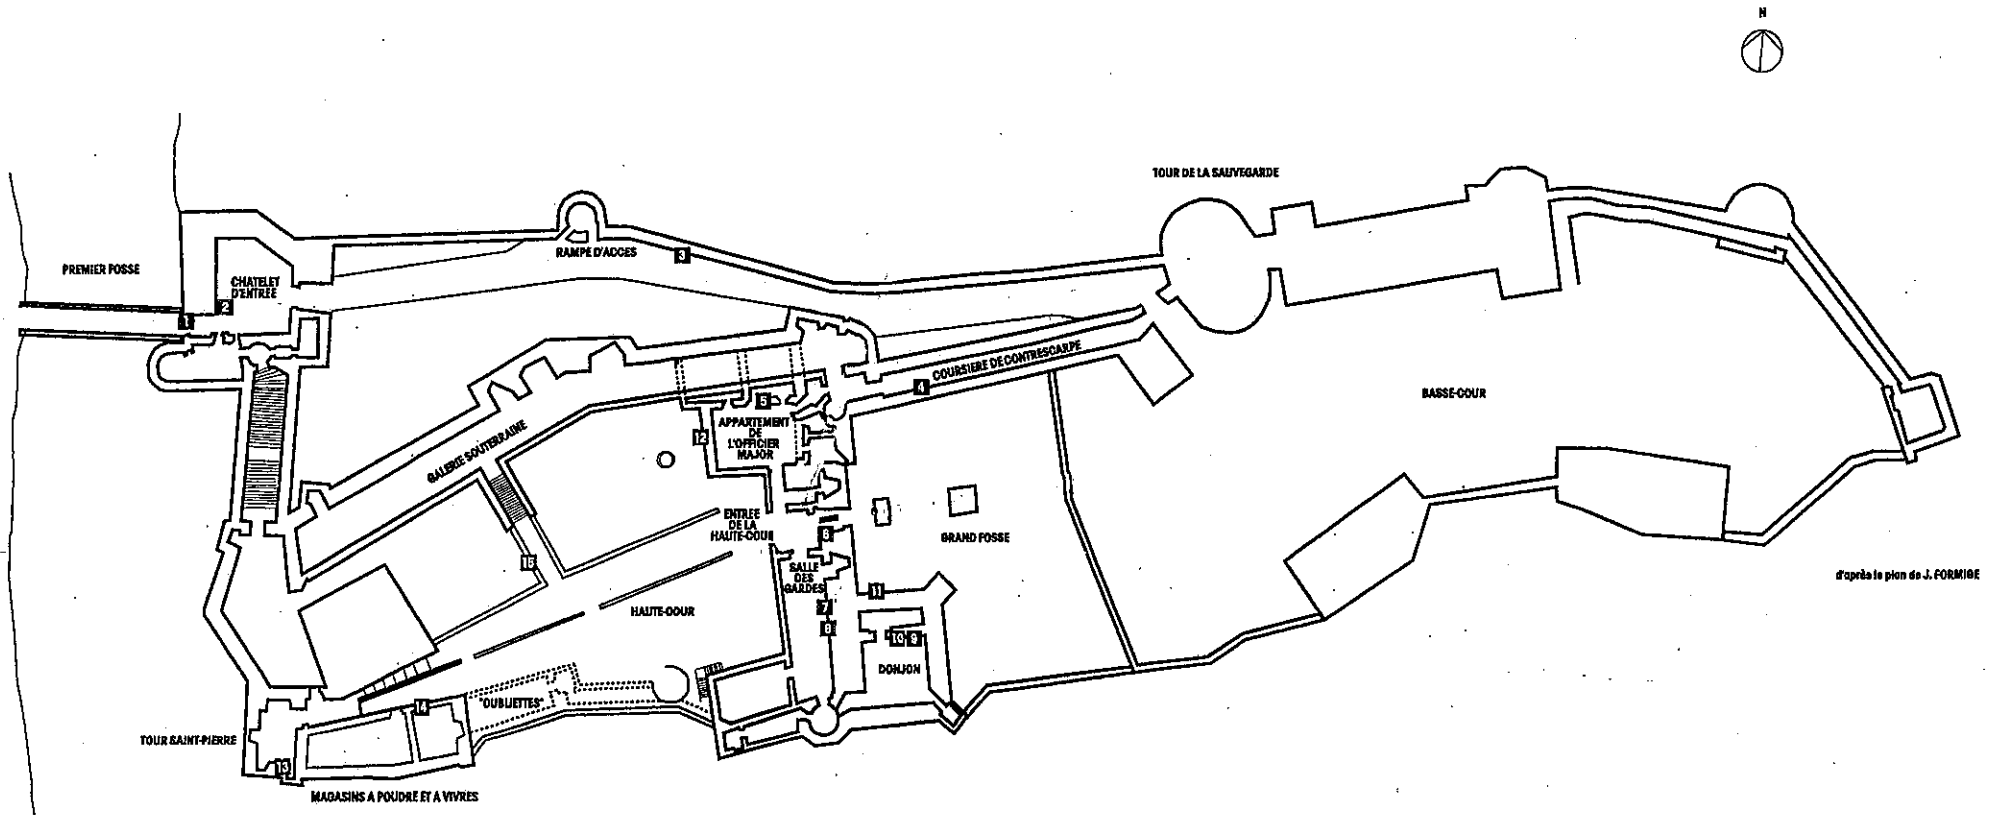 N
TOUR DE LA SAUVEGARDE
PREMIER FOSSE
RAMPE D'ACCES
3
CHATELET
D'ENTREE
2
1
COURSIERE DE CONTRESCARPE
4
BASSE-COUR
5
APPARTEMENT
DE
L'OFFICIER
MAJOR
12
GALERIE SOUTERRAINE
ENTREE
DE LA
HAUTE-COUR
6
GRAND FOSSE
15
SALLE
DES
GARDES
11
d'après le plan de J. FORMIGE
7
HAUTE-COUR
8
10
9
DONJON
"OUBLIETTES"
14
TOUR SAINT-PIERRE
13
MAGASINS A POUDRE ET A VIVRES